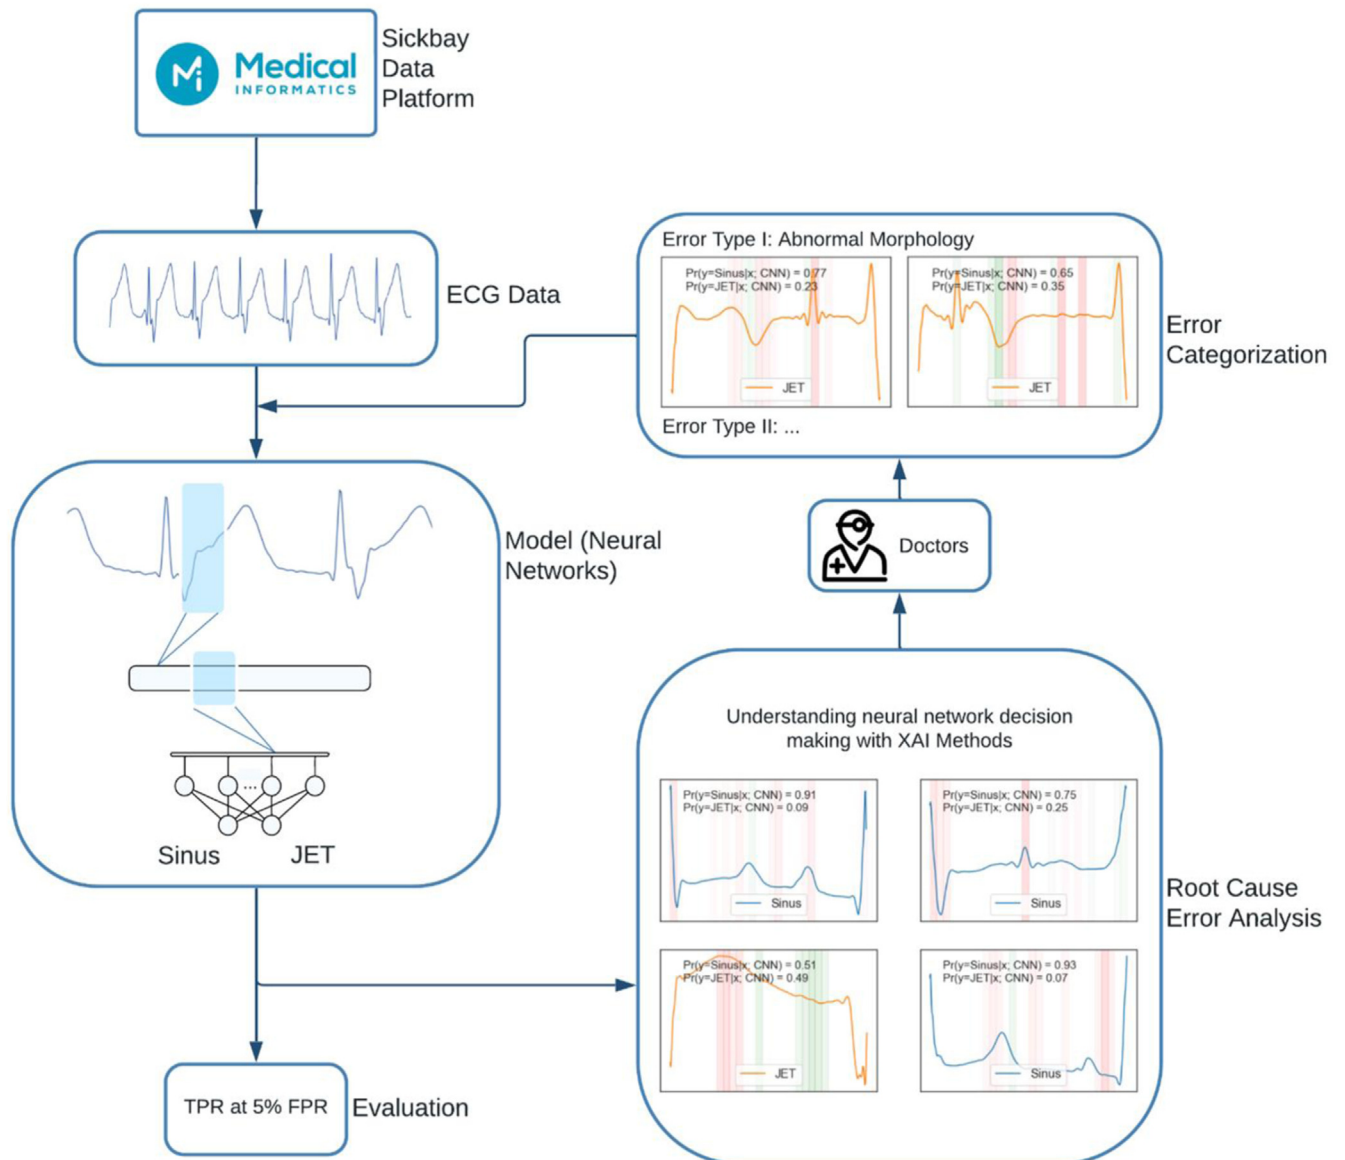 Medical
INFORMATICS
Sickbay
Data
Platform
ECG Data
Error Type I: Abnormal Morphology
Pr(y=Sinus|x; CNN) = 0.77
Pr(y=JET|x; CNN) = 0.23
JET
Pr(y=Sinus|x; CNN) = 0.65
Pr(y=JET|x; CNN) = 0.35
JET
Error Type II: ...
Error
Categorization
Model (Neural
Networks)
...
Sinus
JET
Doctors
Understanding neural network decision
making with XAI Methods
Pr(y=Sinus|x; CNN) = 0.91
Pr(y=JET|x; CNN) = 0.09
Sinus
Pr(y=Sinus|x; CNN) = 0.75
Pr(y=JET|x; CNN) = 0.25
Sinus
Pr(y=Sinus|x; CNN) = 0.51
Pr(y=JET|x; CNN) = 0.49
JET
Pr(y=Sinus|x; CNN) = 0.93
Pr(y=JET|x; CNN) = 0.07
Sinus
Root Cause
Error Analysis
TPR at 5% FPR
Evaluation